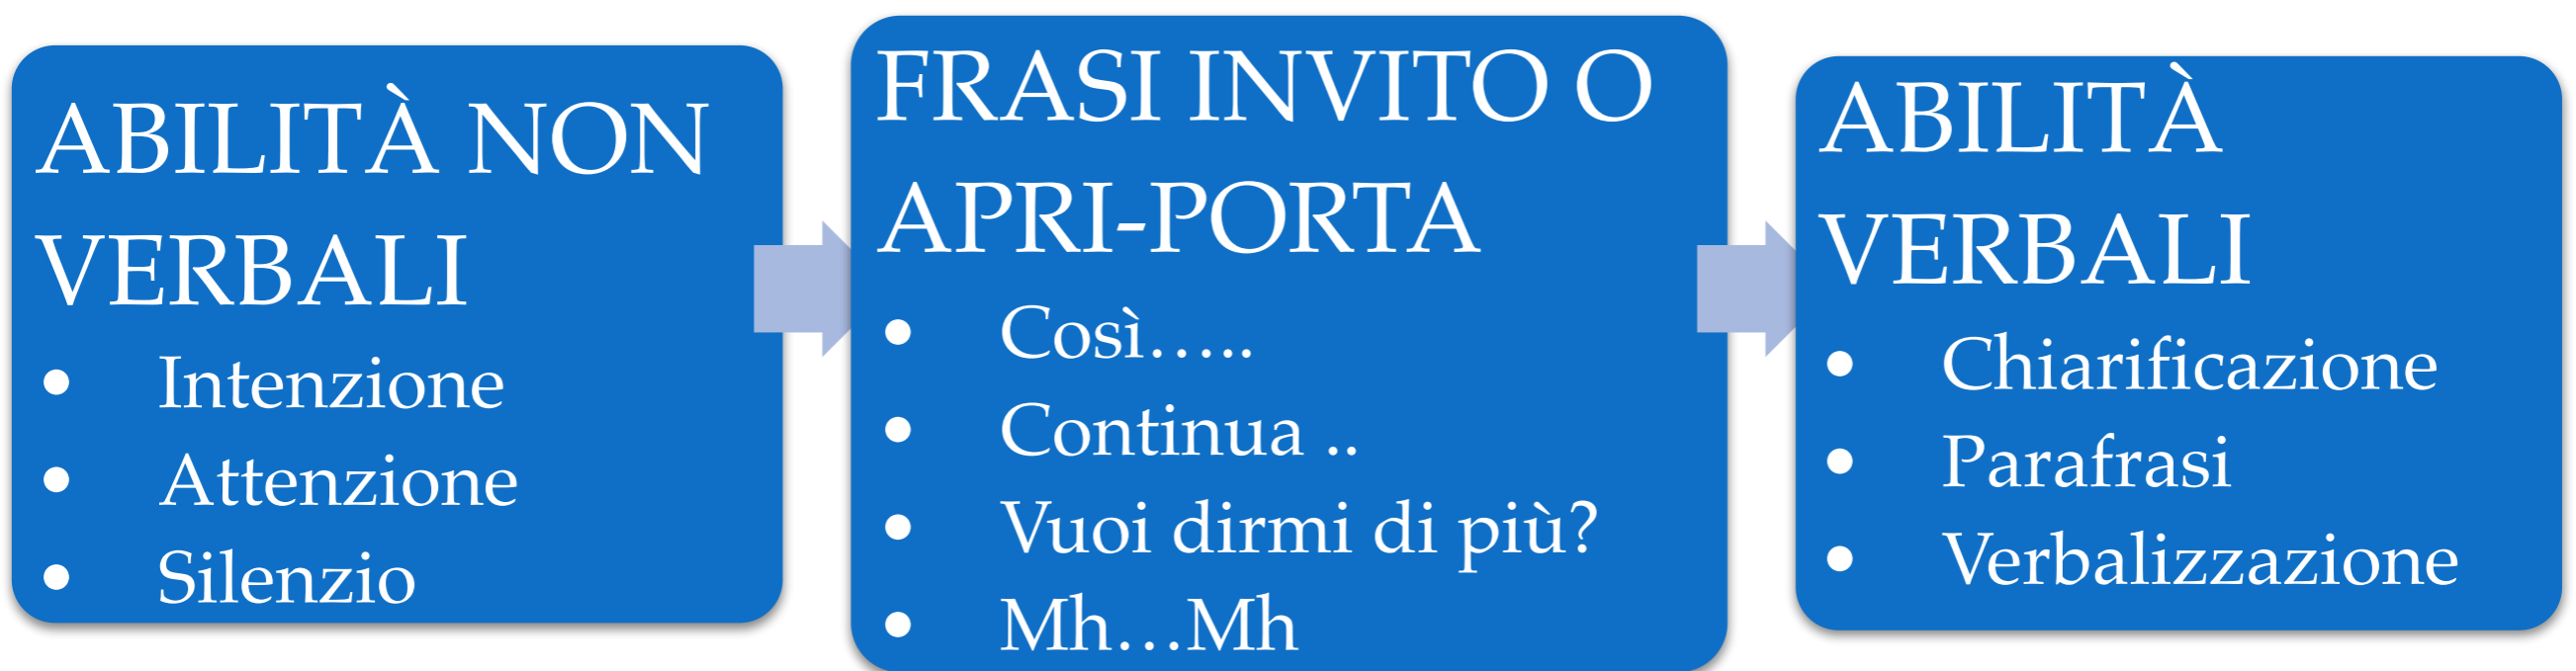 ABILITÀ NON
VERBALI
• Intenzione
• Attenzione
• Silenzio
FRASI INVITO O
APRI-PORTA
• Così…..
• Continua ..
• Vuoi dirmi di più?
• Mh…Mh
ABILITÀ
VERBALI
• Chiarificazione
• Parafrasi
• Verbalizzazione